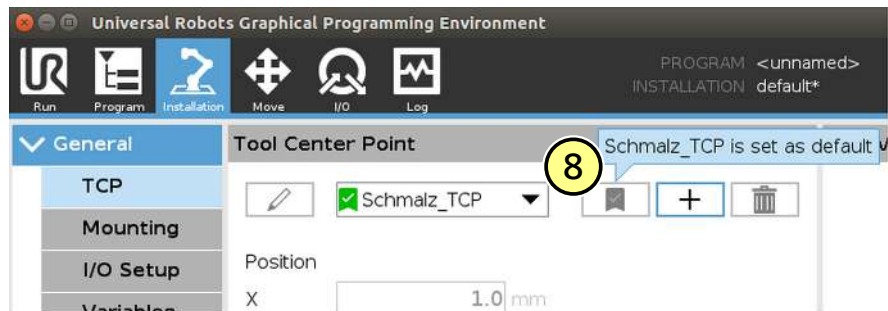 Universal Robots Graphical Programming Environment
PROGRAM <unnamed>
INSTALLATION default*
Run Program Installation Move I/O Log
General
Tool Center Point
8
Schmalz_TCP is set as default
TCP
Schmalz_TCP
Mounting
I/O Setup
Position
X 1.0 mm
Variables